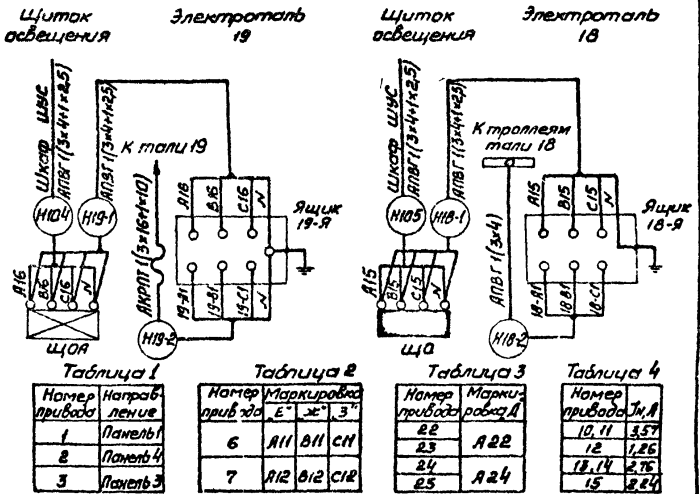 Щиток
освещения
Электроталь
19
Щиток
освещения
Электроталь
18
Шкаф ШУС
АПВГ 1(3×4+1×2,5)
АПВГ 1(3×4+1×2,5)
К тали 19
Н104
Н19-1
А16
В16
С16
N
А16
В16
С16
N
Ящик
19-Я
19-А1
19-В1
19-С1
N
АКРПТ 1(3×16+1×10)
Н19-2
ЩОА
Шкаф ШУС
АПВГ 1(3×4+1×2,5)
АПВГ 1(3×4+1×2,5)
К троллеям
тали 18
Н105
Н18-1
А15
В15
С15
N
А15
В15
С15
N
Ящик
18-Я
18-А1
18-В1
18-С1
АПВГ 1(3×4)
Н18-2
ЩО
Таблица 1
Номер привода Направ-ление
1 Панель 1
2 Панель 4
3 Панель 3
Таблица 2
Номер привода Маркировка
„Е" „Ж" „З"
6 А11 В11 С11
7 А12 В12 С12
Таблица 3
Номер привода Марки-ровка Д
22
23 А22
24
25 А24
Таблица 4
Номер привода Iн, А
10, 11 3,57
12 1,26
13, 14 2,76
15 2,24